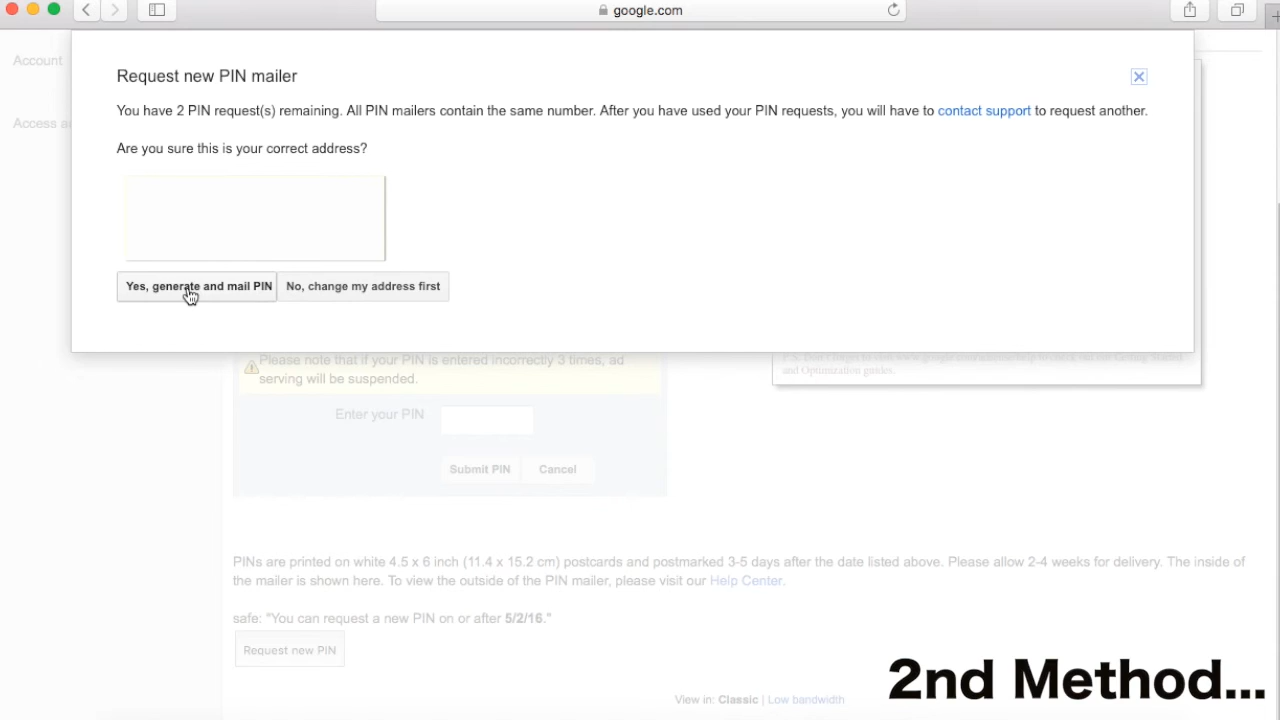 google.com
Account
Access a
Request new PIN mailer
You have 2 PIN request(s) remaining. All PIN mailers contain the same number. After you have used your PIN requests, you will have to contact support to request another.
Are you sure this is your correct address?
Yes, generate and mail PIN
No, change my address first
and Optimization guides.
Please note that if your PIN is entered incorrectly 3 times, ad
serving will be suspended.
Enter your PIN
Submit PIN
Cancel
PINs are printed on white 4.5 x 6 inch (11.4 x 15.2 cm) postcards and postmarked 3-5 days after the date listed above. Please allow 2-4 weeks for delivery. The inside of
the mailer is shown here. To view the outside of the PIN mailer, please visit our Help Center.
safe: "You can request a new PIN on or after 5/2/16."
Request new PIN
2nd Method...
View in: Classic | Low bandwidth